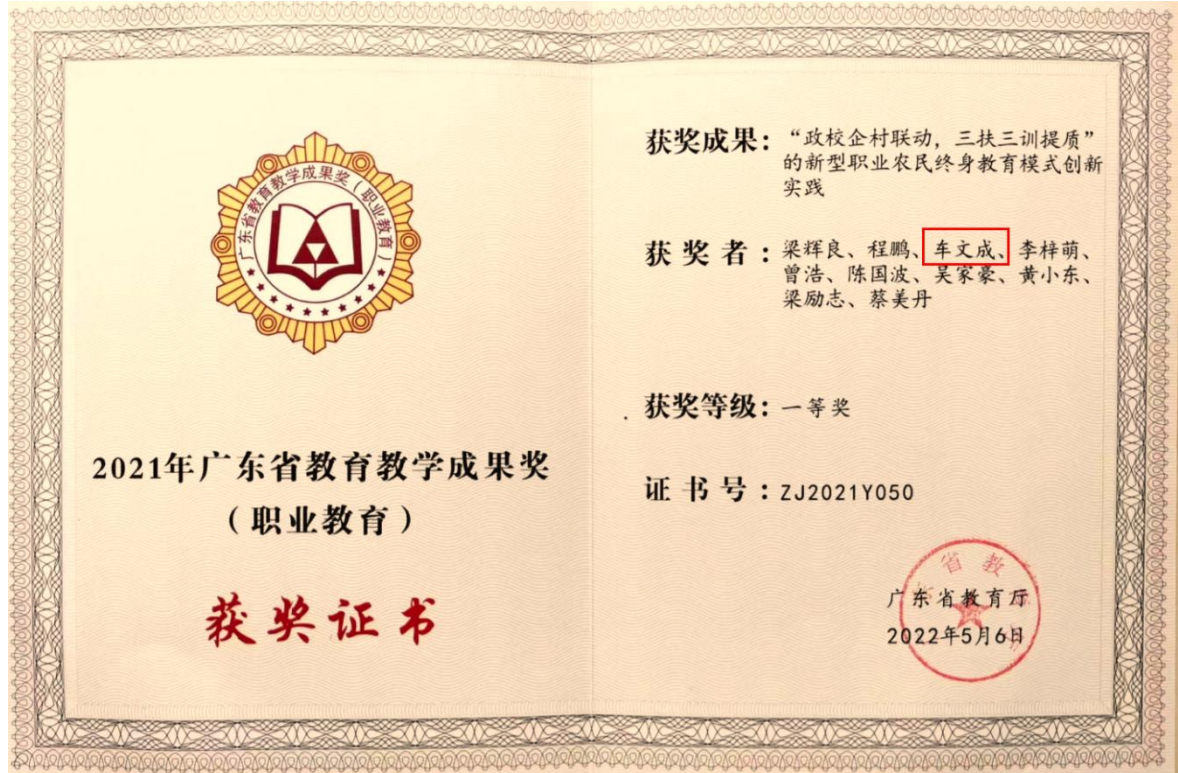 广东省教育教学成果奖（职业教育）
2021年广东省教育教学成果奖
（职业教育）
获奖证书
获奖成果：“政校企村联动，三扶三训提质”
的新型职业农民终身教育模式创新
实践
获奖者：梁辉良、程鹏、车文成、李梓萌、
曾浩、陈国波、吴家豪、黄小东、
梁励志、蔡美丹
获奖等级：一等奖
证书号：ZJ2021Y050
省教
广东省教育厅
2022年5月6日